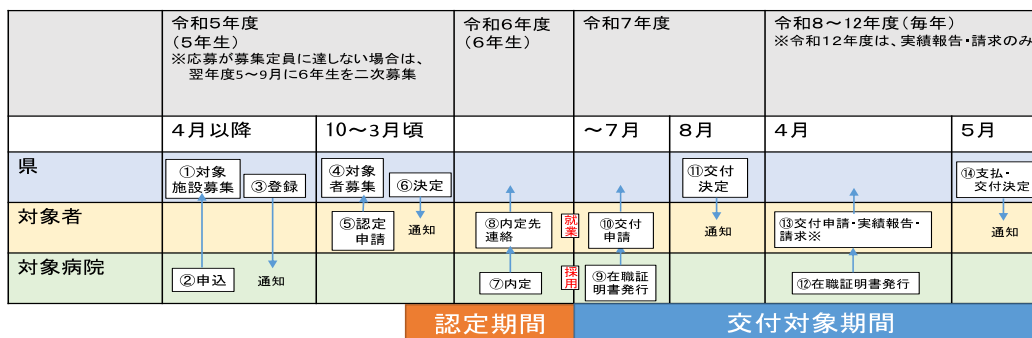 令和5年度
(5年生)
※応募が募集定員に達しない場合は、
翌年度5～9月に6年生を二次募集
令和6年度
(6年生)
令和7年度
令和8～12年度(毎年)
※令和12年度は、実績報告・請求のみ
4月以降
10～3月頃
～7月
8月
4月
5月
県
①対象
施設募集
③登録
④対象
者募集
⑥決定
⑪交付
決定
⑭支払・
交付決定
対象者
⑤認定
申請
通知
⑧内定先
連絡
就業
⑩交付
申請
通知
⑬交付申請・実績報告・
請求※
通知
対象病院
②申込
通知
⑦内定
採用
⑨在職証
明書発行
⑫在職証明書発行
認定期間
交付対象期間